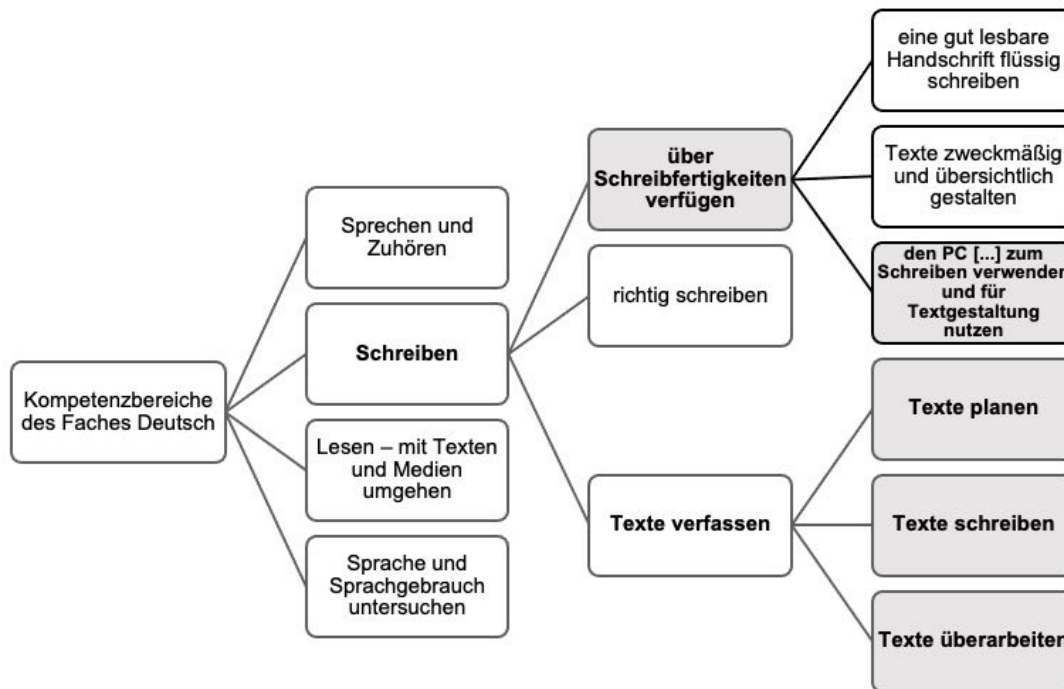 Kompetenzbereiche
des Faches Deutsch
Sprechen und
Zuhören
Schreiben
Lesen – mit Texten
und Medien
umgehen
Sprache und
Sprachgebrauch
untersuchen
über
Schreibfertigkeiten
verfügen
richtig schreiben
Texte verfassen
eine gut lesbare
Handschrift flüssig
schreiben
Texte zweckmäßig
und übersichtlich
gestalten
den PC [...] zum
Schreiben verwenden
und für
Textgestaltung
nutzen
Texte planen
Texte schreiben
Texte überarbeiten